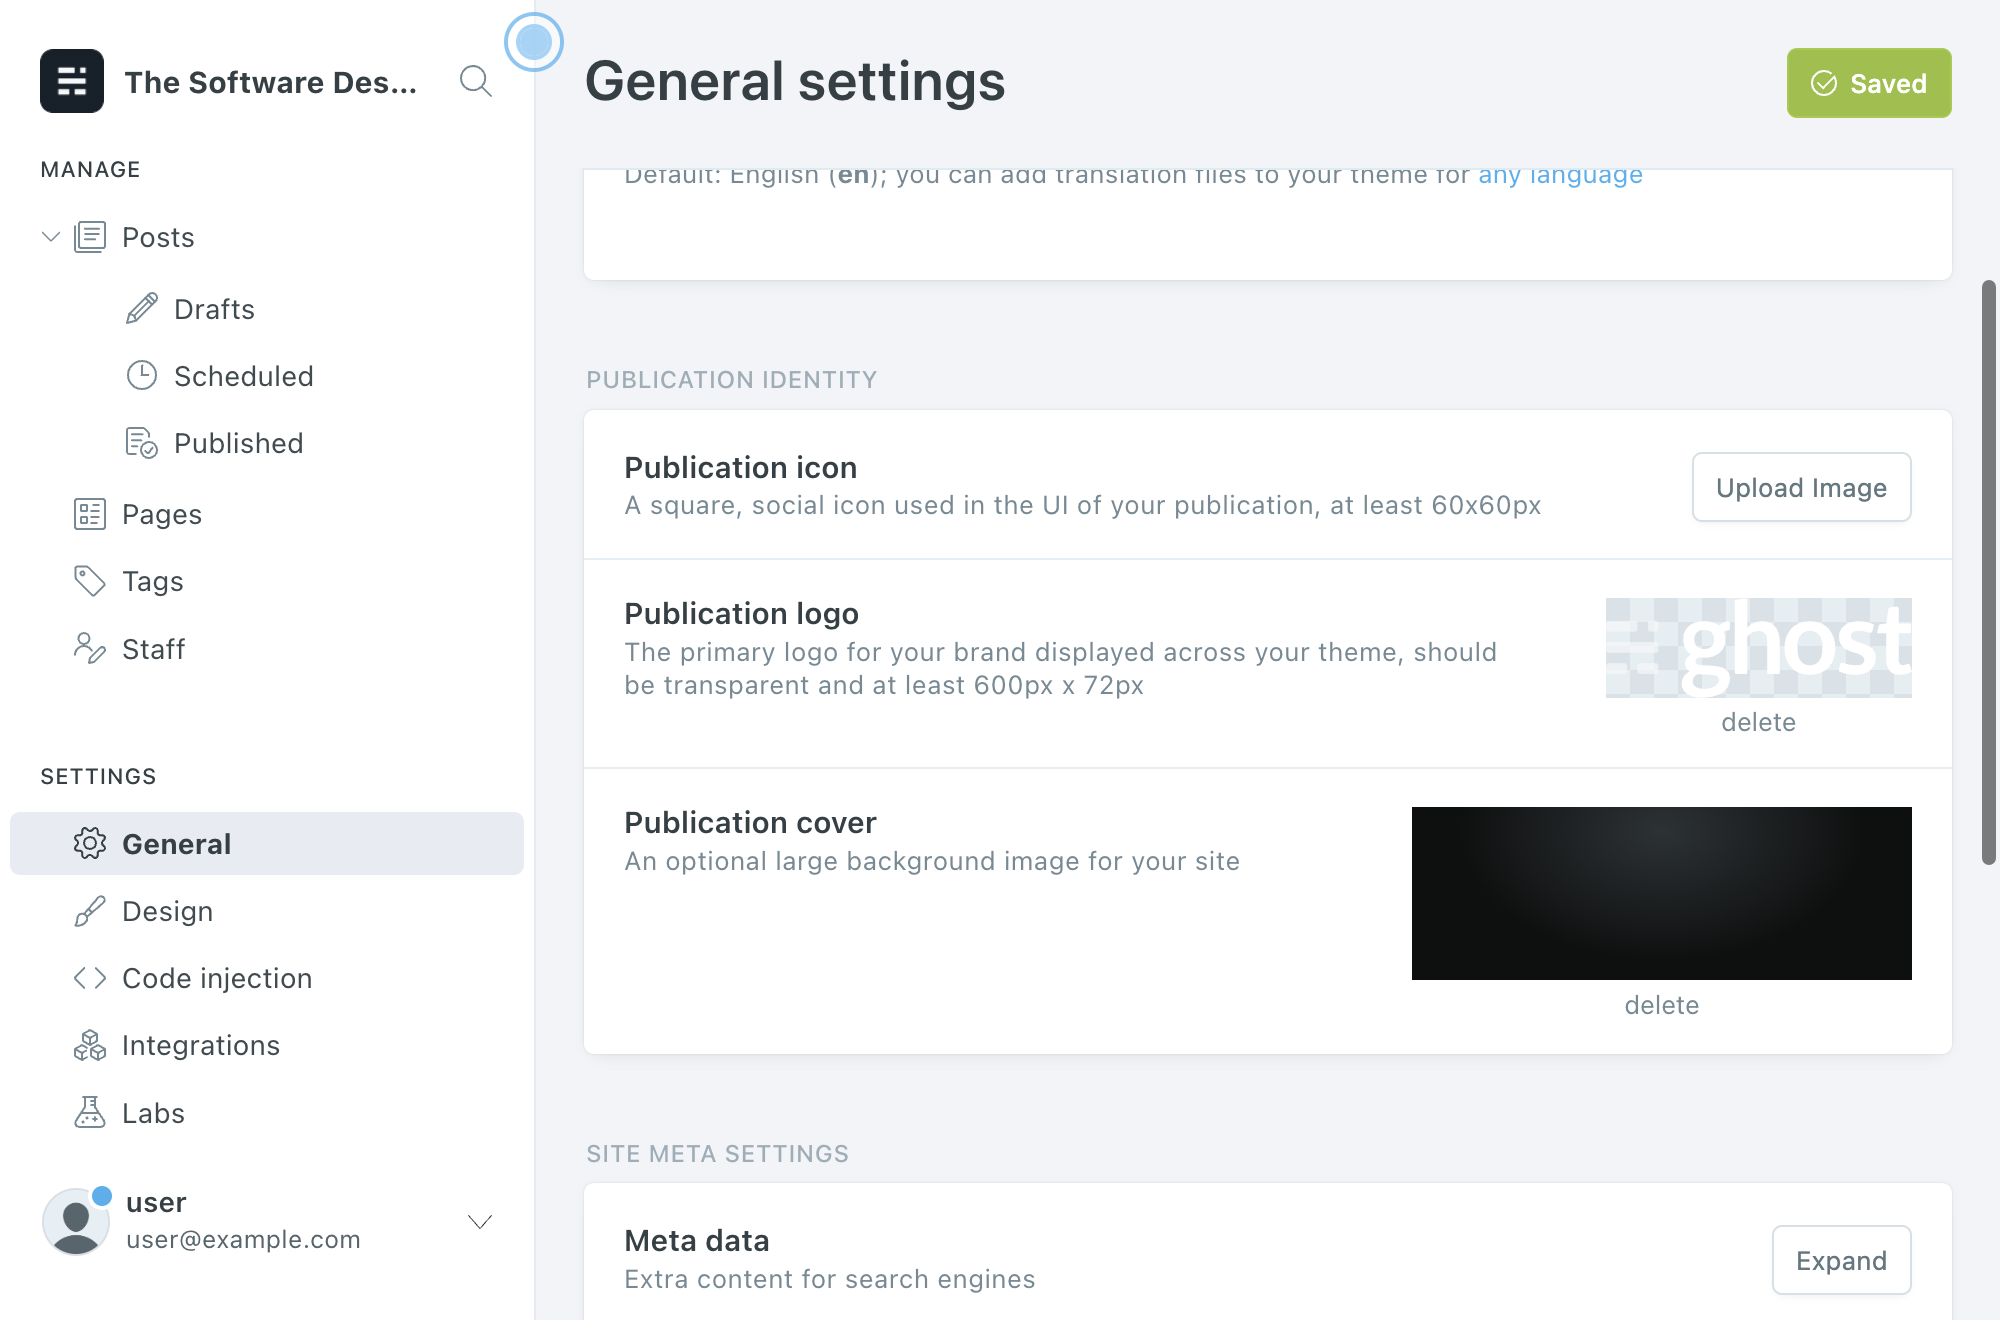 The Software Des...
MANAGE
Posts
Drafts
Scheduled
Published
Pages
Tags
Staff
SETTINGS
General
Design
Code injection
Integrations
Labs
user
user@example.com
General settings
Saved
Default: English (en); you can add translation files to your theme for any language
PUBLICATION IDENTITY
Publication icon
A square, social icon used in the UI of your publication, at least 60x60px
Upload Image
Publication logo
The primary logo for your brand displayed across your theme, should
be transparent and at least 600px x 72px
ghost
delete
Publication cover
An optional large background image for your site
delete
SITE META SETTINGS
Meta data
Extra content for search engines
Expand